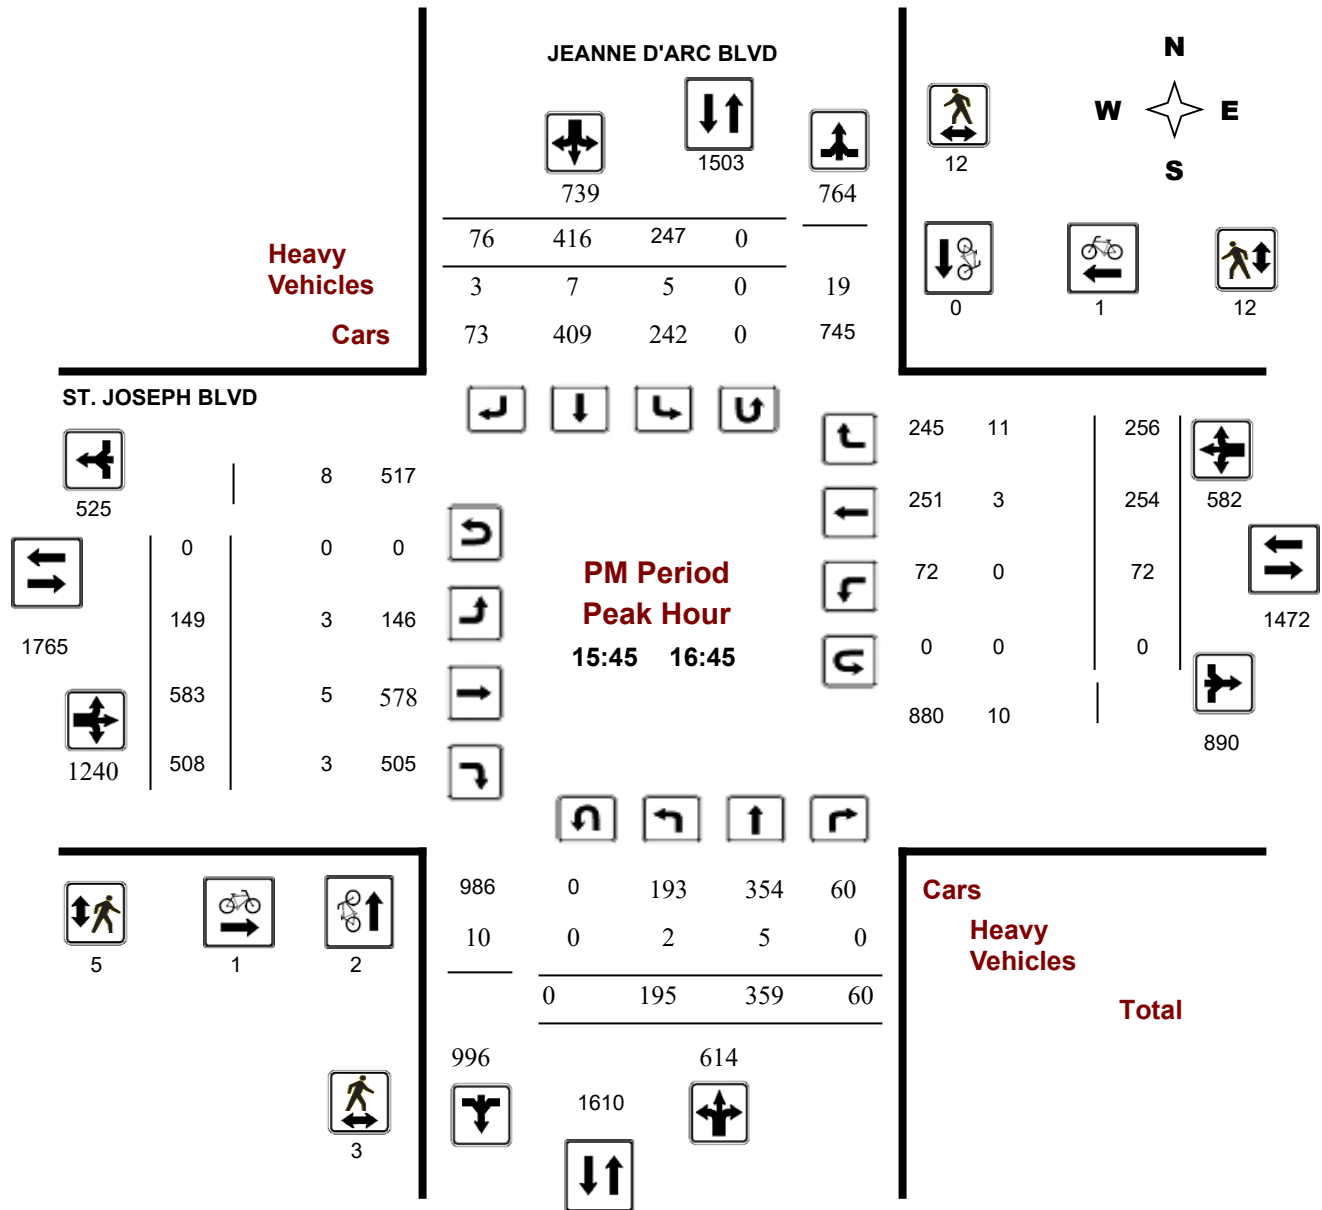 JEANNE D'ARC BLVD
N
W E
S
1503
12
739
764
76 416 247 0
Heavy
Vehicles
3 7 5 0 19
0 1 12
Cars
73 409 242 0 745
ST. JOSEPH BLVD
245 11 256
8 517
525
251 3 254 582
0 0 0
PM Period
72 0 72
Peak Hour
149 3 146
1472
1765
15:45 16:45
0 0 0
583 5 578
880 10
890
1240 508 3 505
986 0 193 354 60
Cars
10 0 2 5 0
Heavy
Vehicles
5 1 2
0 195 359 60
Total
996 614
1610
3